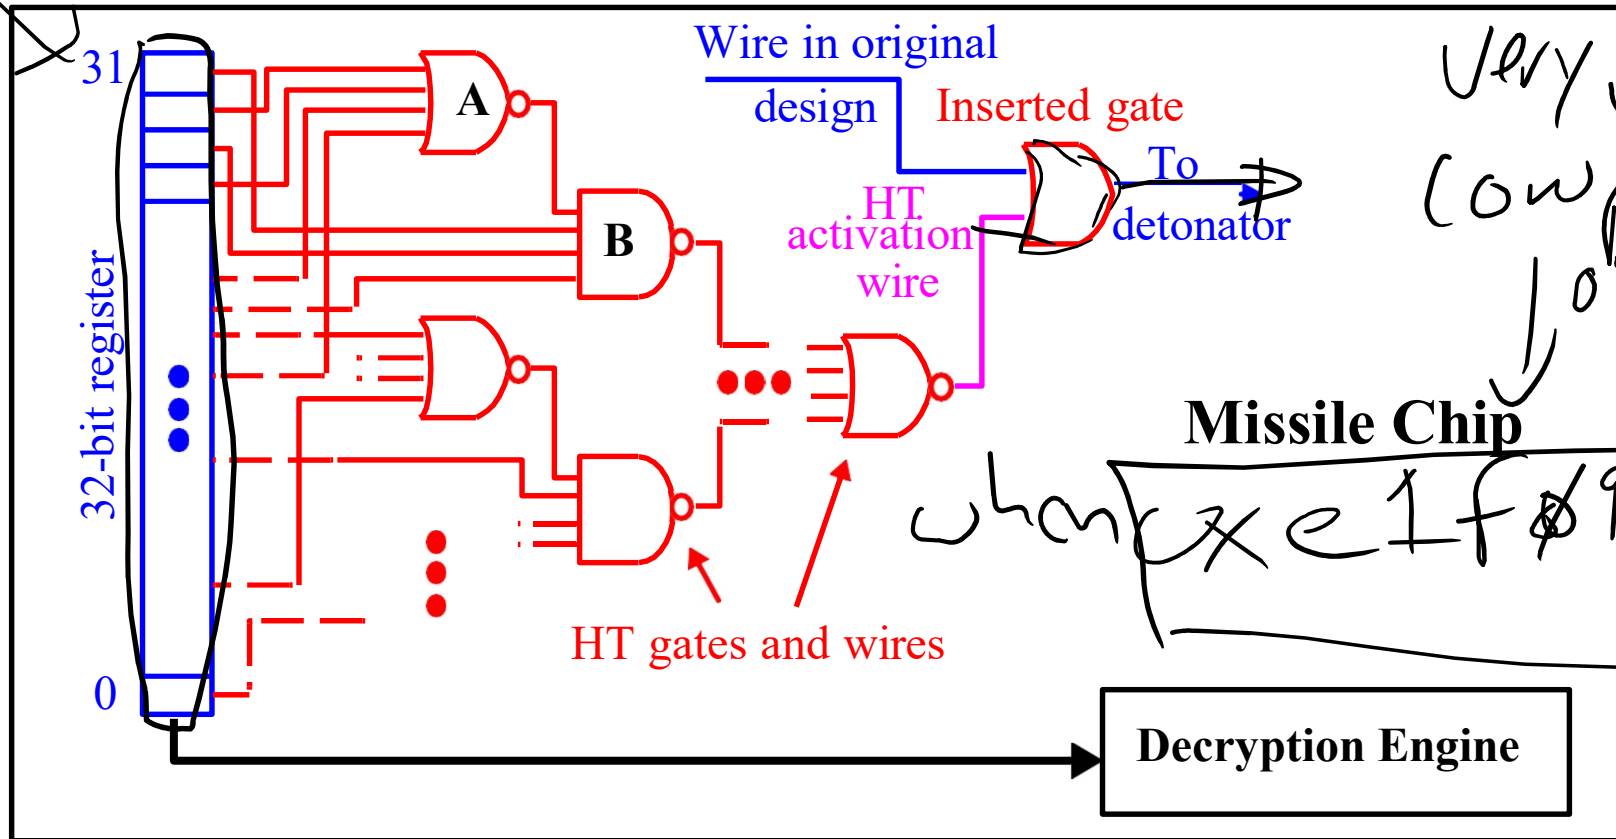 31
Wire in original
design
Inserted gate
A
To
detonator
HT
activation
wire
B
very
low
32-bit register
Missile Chip
when
HT gates and wires
0
Decryption Engine